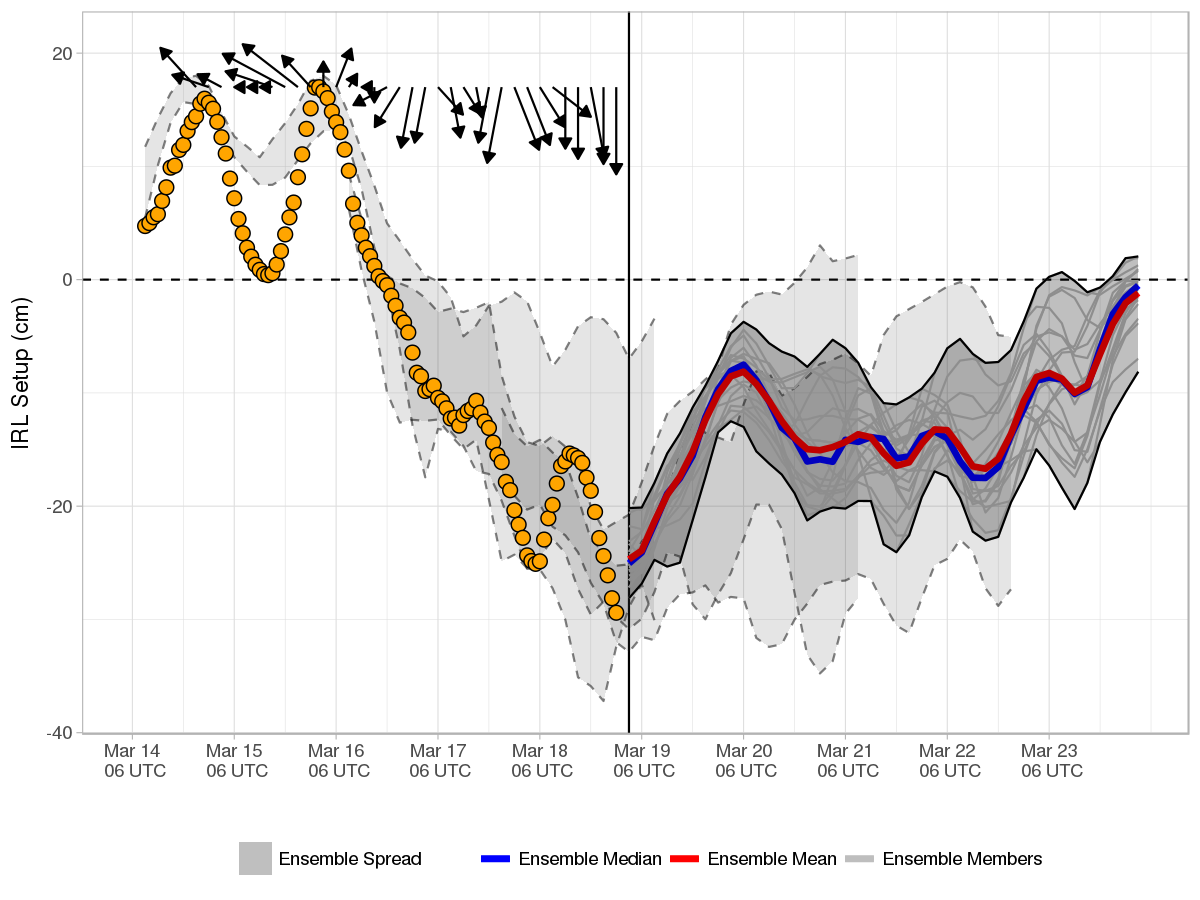 IRL Setup (cm)
20
0
-20
-40
Mar 14 Mar 15 Mar 16 Mar 17 Mar 18 Mar 19 Mar 20 Mar 21 Mar 22 Mar 23
06 UTC 06 UTC 06 UTC 06 UTC 06 UTC 06 UTC 06 UTC 06 UTC 06 UTC 06 UTC
Ensemble Spread Ensemble Median Ensemble Mean Ensemble Members